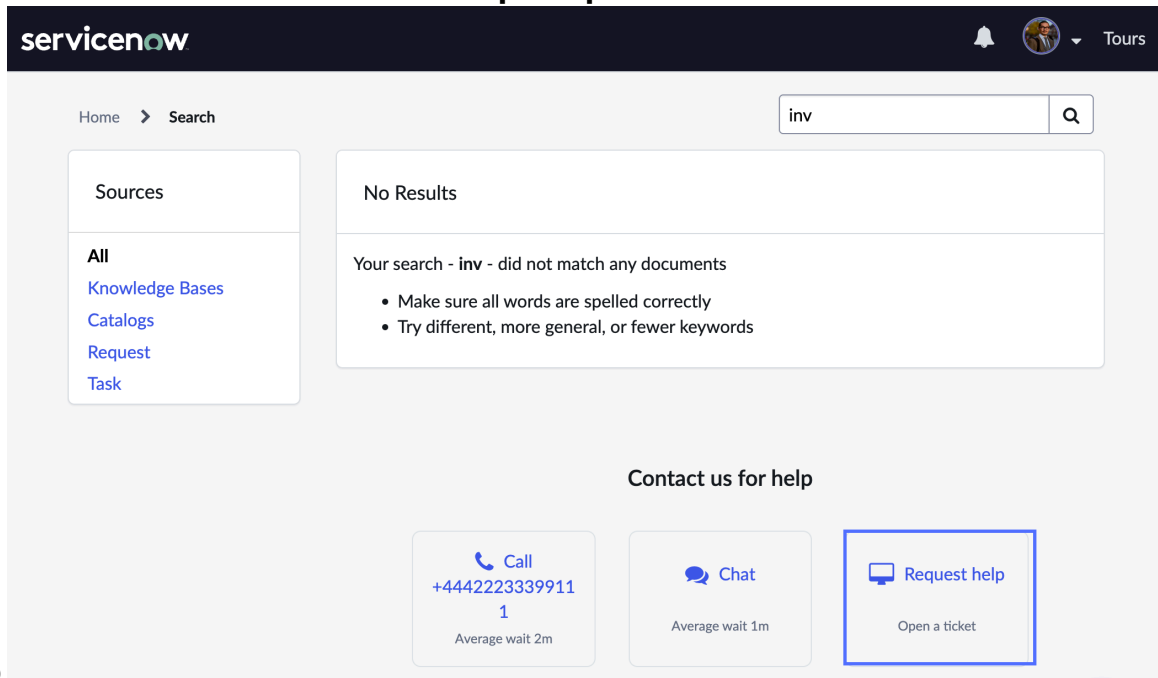 servicenow
Tours
Home > Search
inv
Sources
All
Knowledge Bases
Catalogs
Request
Task
No Results
Your search - inv - did not match any documents
• Make sure all words are spelled correctly
• Try different, more general, or fewer keywords
Contact us for help
Call
+4442223339911
1
Average wait 2m
Chat
Average wait 1m
Request help
Open a ticket